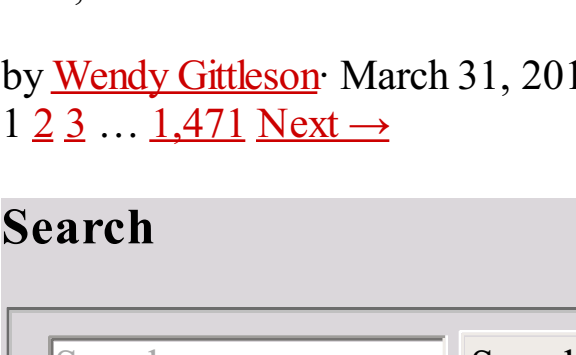 by Wendy Gittleson· March 31, 201
1 2 3 … 1,471 Next →
Search